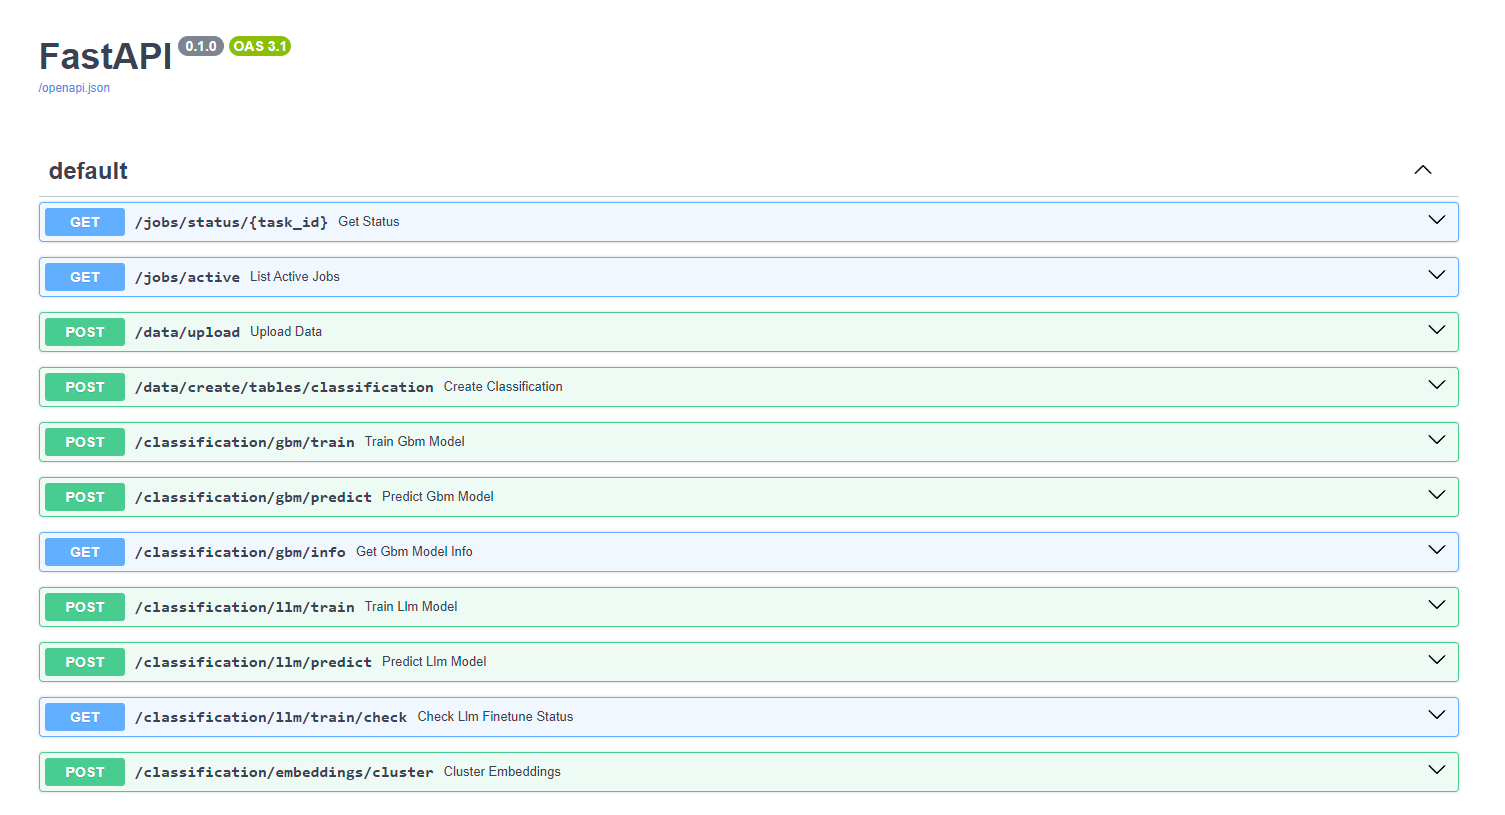 FastAPI 0.1.0 OAS 3.1
/openapi.json
default
GET /jobs/status/{task_id} Get Status
GET /jobs/active List Active Jobs
POST /data/upload Upload Data
POST /data/create/tables/classification Create Classification
POST /classification/gbm/train Train Gbm Model
POST /classification/gbm/predict Predict Gbm Model
GET /classification/gbm/info Get Gbm Model Info
POST /classification/llm/train Train Llm Model
POST /classification/llm/predict Predict Llm Model
GET /classification/llm/train/check Check Llm Finetune Status
POST /classification/embeddings/cluster Cluster Embeddings